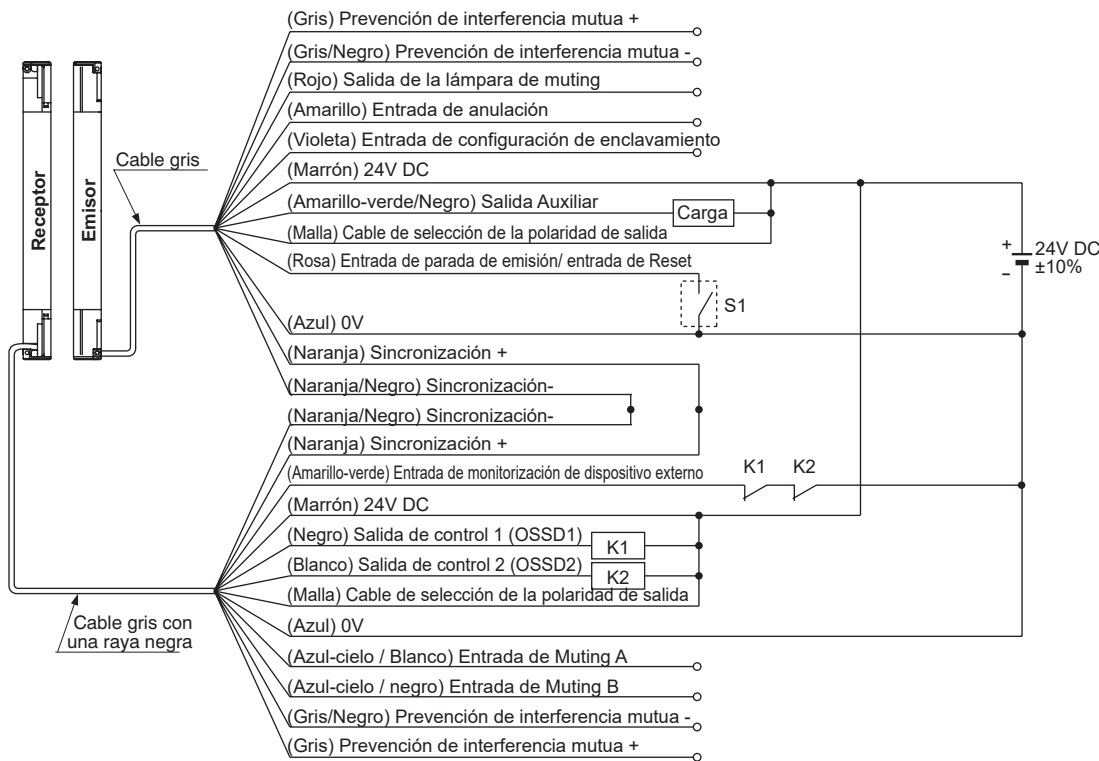 (Gris) Prevención de interferencia mutua +
(Gris/Negro) Prevención de interferencia mutua -
(Rojo) Salida de la lámpara de muting
(Amarillo) Entrada de anulación
(Violeta) Entrada de configuración de enclavamiento
Cable gris
(Marrón) 24V DC
(Amarillo-verde/Negro) Salida Auxiliar
Carga
(Malla) Cable de selección de la polaridad de salida
(Rosa) Entrada de parada de emisión/ entrada de Reset
Receptor
Emisor
+
24V DC
±10%
−
S1
(Azul) 0V
(Naranja) Sincronización +
(Naranja/Negro) Sincronización-
(Naranja/Negro) Sincronización-
(Naranja) Sincronización +
(Amarillo-verde) Entrada de monitorización de dispositivo externo
K1
K2
(Marrón) 24V DC
(Negro) Salida de control 1 (OSSD1)
K1
(Blanco) Salida de control 2 (OSSD2)
K2
(Malla) Cable de selección de la polaridad de salida
Cable gris con
una raya negra
(Azul) 0V
(Azul-cielo / Blanco) Entrada de Muting A
(Azul-cielo / negro) Entrada de Muting B
(Gris/Negro) Prevención de interferencia mutua -
(Gris) Prevención de interferencia mutua +